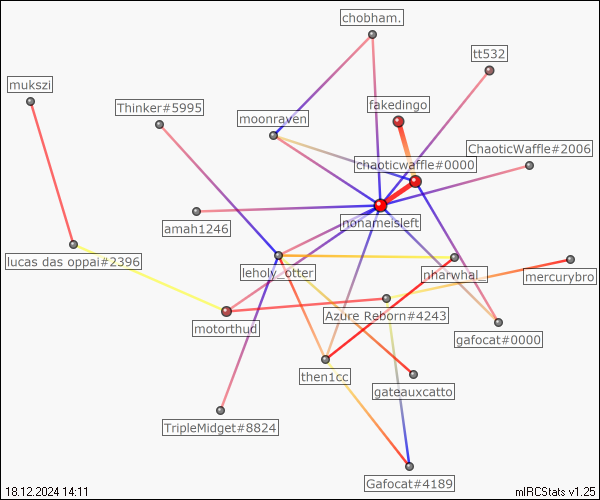 chobham.
tt532
mukszi
Thinker#5995
fakedingo
moonraven
ChaoticWaffle#2006
chaoticwaffle#0000
amah1246
nonameisleft
lucas das oppai#2396
leholy_otter
nharwhal_
mercurybro
Azure Reborn#4243
motorthud
gafocat#0000
then1cc
gateauxcatto
TripleMidget#8824
Gafocat#4189
18.12.2024 14:11
mIRCStats v1.25